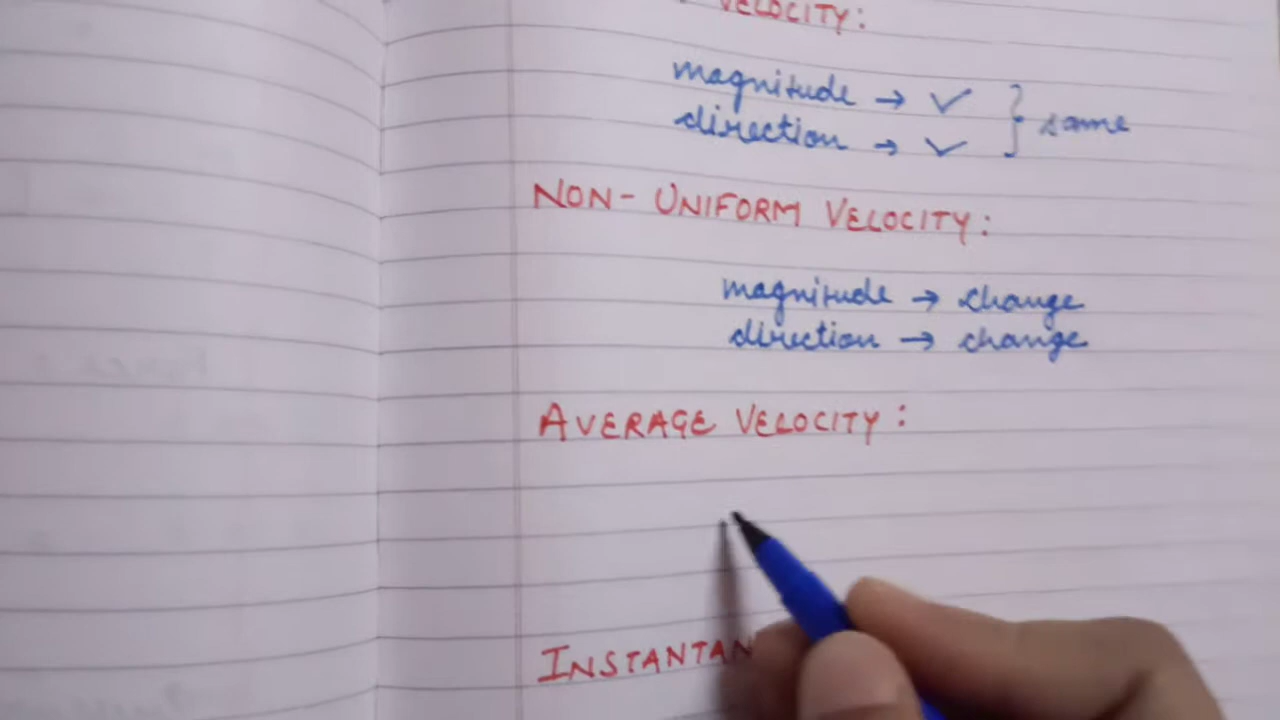 VELOCITY:
magnitude → ✓
direction → ✓ } same
NON-UNIFORM VELOCITY:
magnitude → change
direction → change
AVERAGE VELOCITY:
INSTANTAN